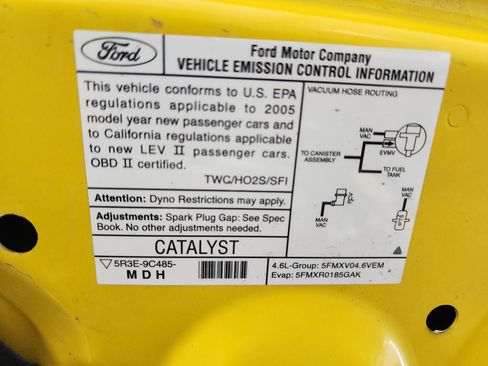 Ford
Ford Motor Company
VEHICLE EMISSION CONTROL INFORMATION
This vehicle conforms to U.S. EPA
regulations applicable to 2005
model year new passenger cars and
to California regulations applicable
to new LEV II passenger cars.
OBD II certified.
TWC/HO2S/SFI
Attention: Dyno Restrictions may apply.
Adjustments: Spark Plug Gap: See Spec
Book. No other adjustments needed.
CATALYST
5R3E-9C485-
MDH
VACUUM HOSE ROUTING
MAN
VAC
EVMV
TO CANISTER
ASSEMBLY
TO FUEL
TANK
PCV
MAN
VAC
MAN
VAC
4.6L-Group: 5FMXV04.6VEM
Evap: 5FMXR0185GAK